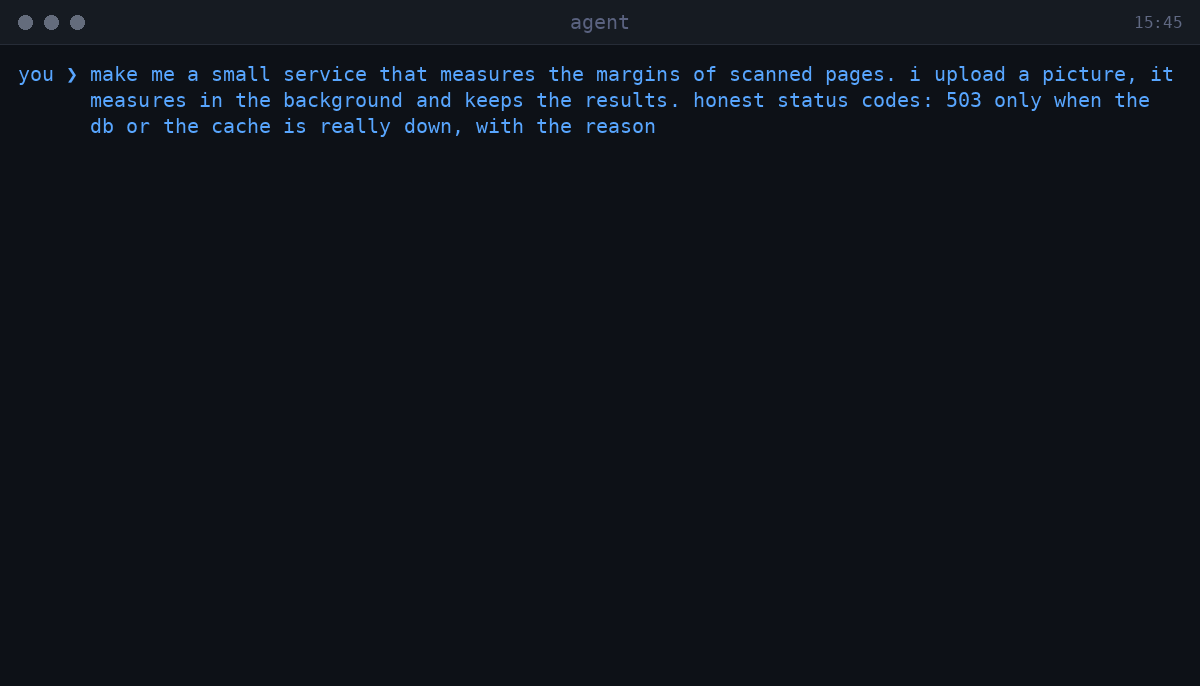 agent
15:45
you ❯ make me a small service that measures the margins of scanned pages. i upload a picture, it
measures in the background and keeps the results. honest status codes: 503 only when the
db or the cache is really down, with the reason